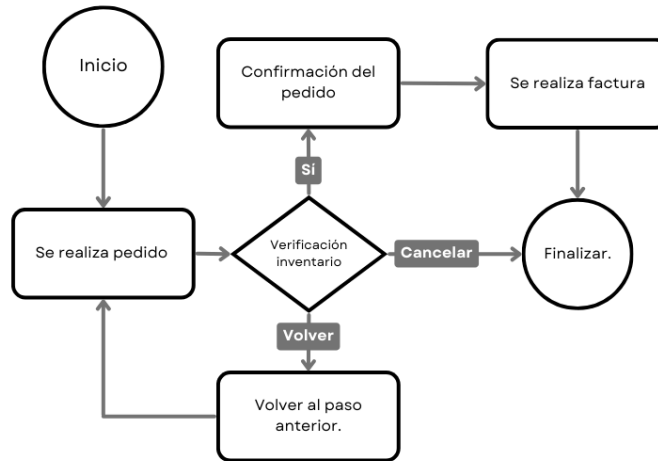 Inicio
Confirmación del
pedido
Se realiza factura
Sí
Se realiza pedido
Verificación
inventario
Cancelar
Finalizar.
Volver
Volver al paso
anterior.